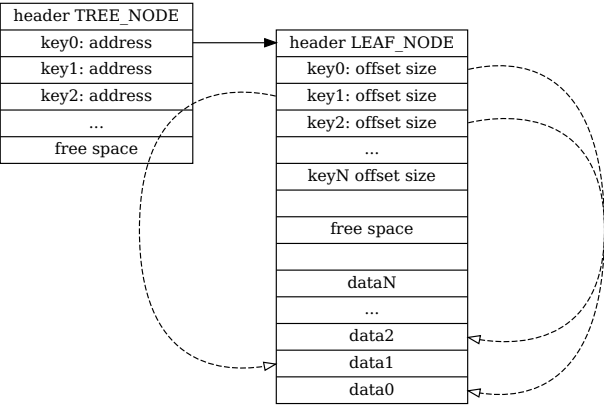 header TREE_NODE
key0: address
key1: address
key2: address
...
free space
header LEAF_NODE
key0: offset size
key1: offset size
key2: offset size
...
keyN offset size
free space
dataN
...
data2
data1
data0